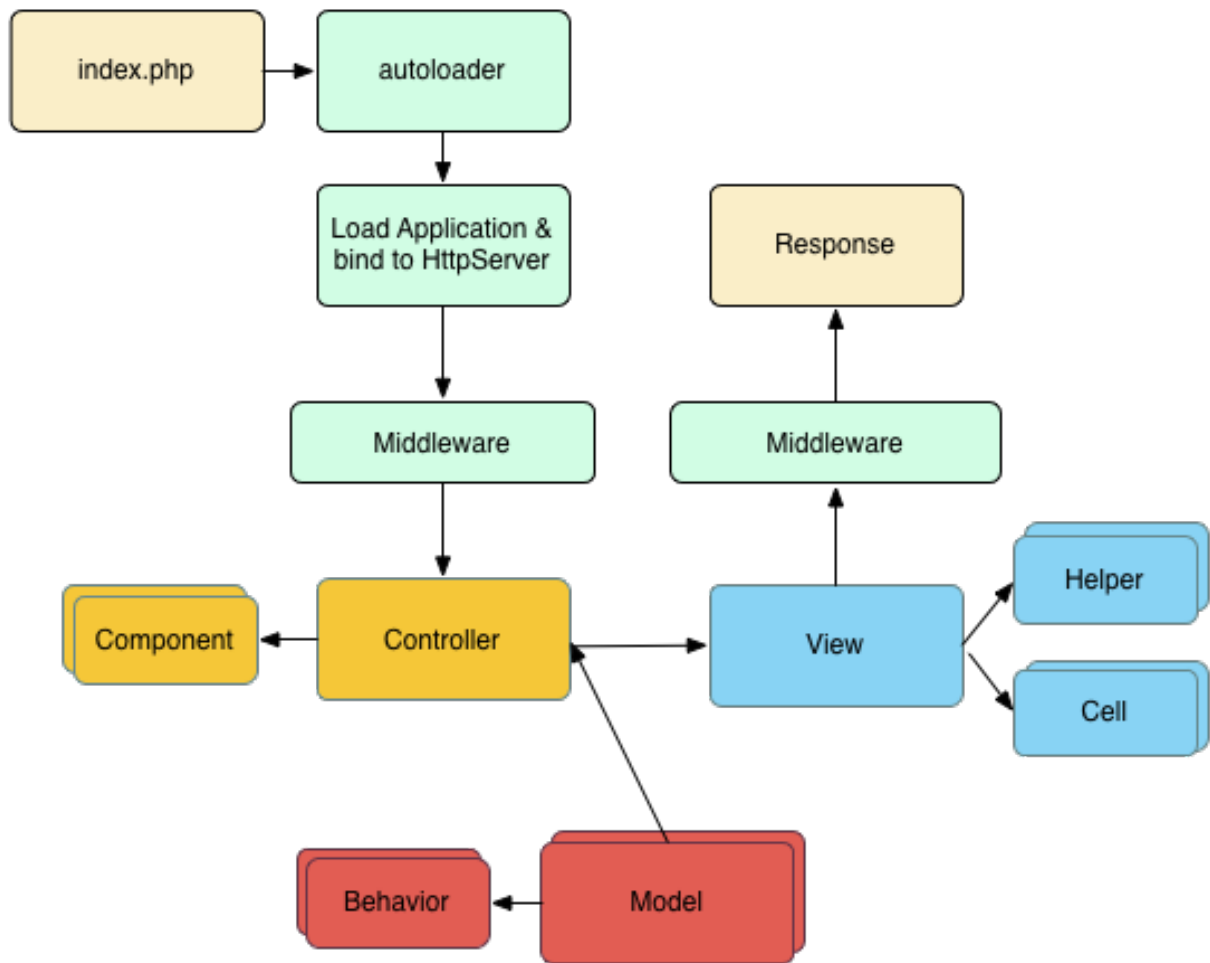 index.php
autoloader
Load Application &
bind to HttpServer
Response
Middleware
Middleware
Helper
Component
Controller
View
Cell
Behavior
Model